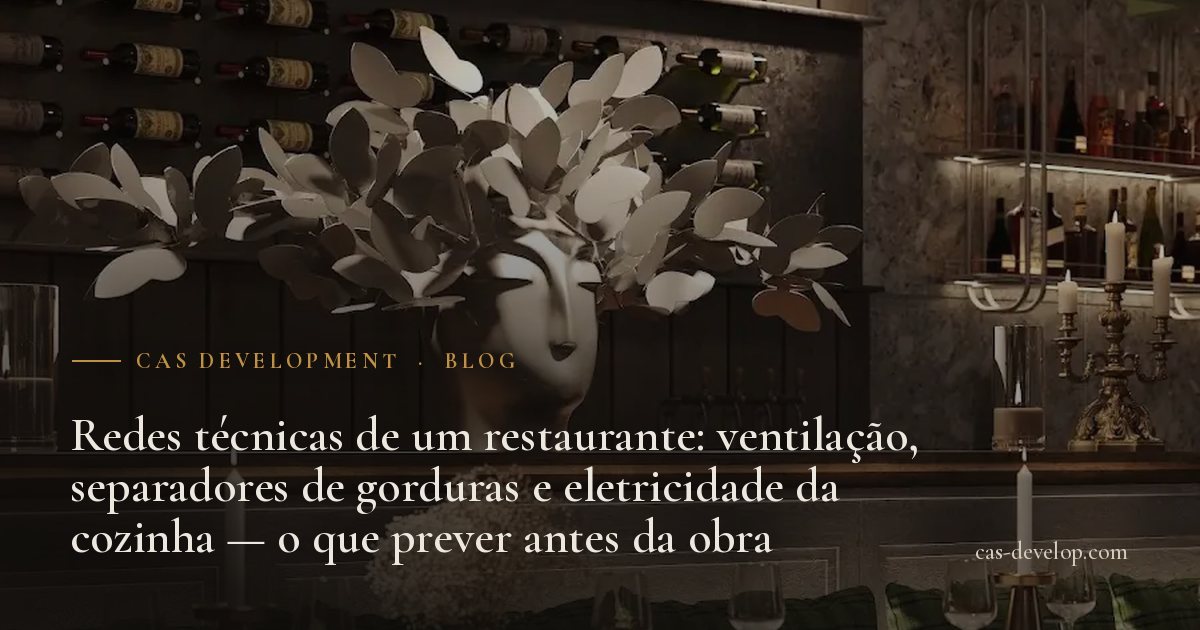 CAS DEVELOPMENT · BLOG
Redes técnicas de um restaurante: ventilação,
separadores de gorduras e eletricidade da
cozinha — o que prever antes da obra
cas-develop.com